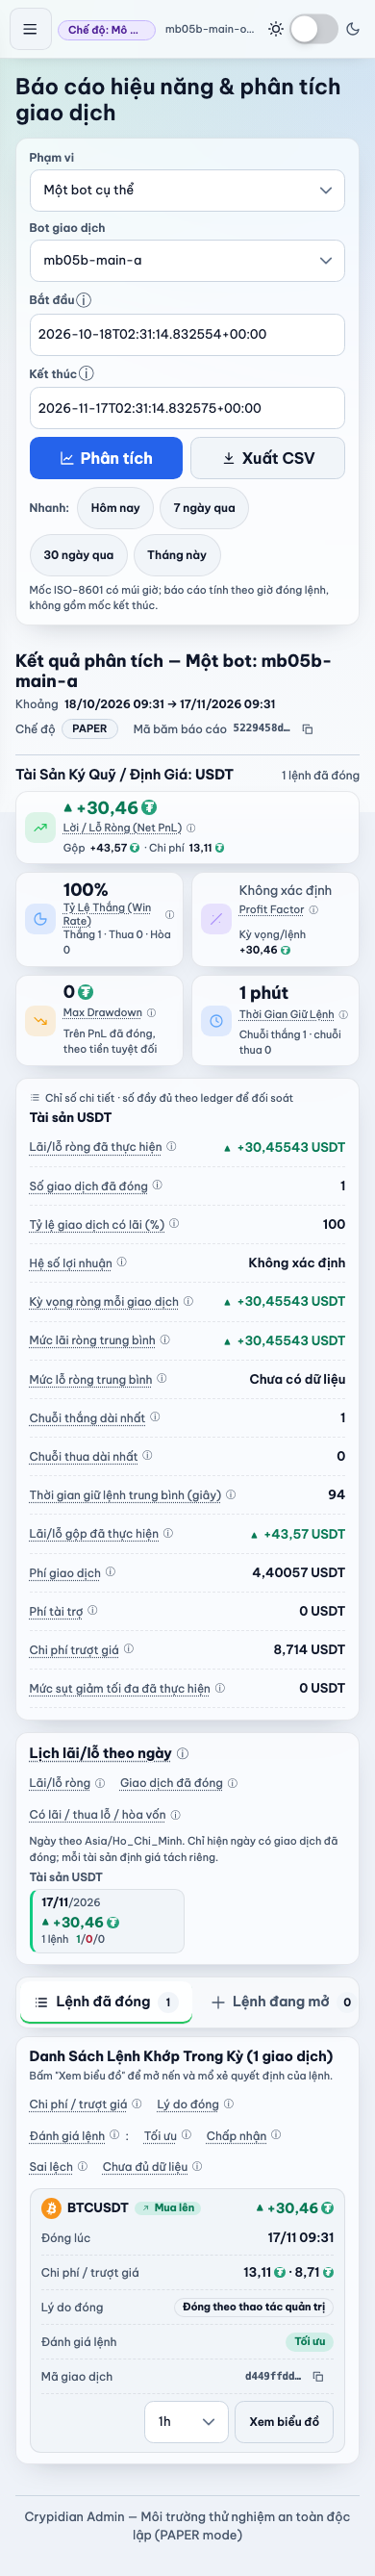 Chế độ: Mô ...
mb05b-main-o...
Báo cáo hiệu năng & phân tích
giao dịch
Phạm vi
Một bot cụ thể
Bot giao dịch
mb05b-main-a
Bắt đầu
2026-10-18T02:31:14.832554+00:00
Kết thúc
2026-11-17T02:31:14.832575+00:00
Phân tích
Xuất CSV
Nhanh:
Hôm nay
7 ngày qua
30 ngày qua
Tháng này
Mốc ISO-8601 có múi giờ; báo cáo tính theo giờ đóng lệnh,
không gồm mốc kết thúc.
Kết quả phân tích — Một bot: mb05b-
main-a
Khoảng 18/10/2026 09:31 → 17/11/2026 09:31
Chế độ PAPER Mã băm báo cáo 5229458d…
Tài Sản Ký Quỹ / Định Giá: USDT
1 lệnh đã đóng
▲ +30,46
Lời / Lỗ Ròng (Net PnL)
Gộp +43,57 · Chi phí 13,11
100%
Tỷ Lệ Thắng (Win
Rate)
Thắng 1 · Thua 0 · Hòa
0
Không xác định
Profit Factor
Kỳ vọng/lệnh
+30,46
0
Max Drawdown
Trên PnL đã đóng,
theo tiền tuyệt đối
1 phút
Thời Gian Giữ Lệnh
Chuỗi thắng 1 · chuỗi
thua 0
Chỉ số chi tiết · số đầy đủ theo ledger để đối soát
Tài sản USDT
Lãi/lỗ ròng đã thực hiện ▲ +30,45543 USDT
Số giao dịch đã đóng 1
Tỷ lệ giao dịch có lãi (%) 100
Hệ số lợi nhuận Không xác định
Kỳ vọng ròng mỗi giao dịch ▲ +30,45543 USDT
Mức lãi ròng trung bình ▲ +30,45543 USDT
Mức lỗ ròng trung bình Chưa có dữ liệu
Chuỗi thắng dài nhất 1
Chuỗi thua dài nhất 0
Thời gian giữ lệnh trung bình (giây) 94
Lãi/lỗ gộp đã thực hiện ▲ +43,57 USDT
Phí giao dịch 4,40057 USDT
Phí tài trợ 0 USDT
Chi phí trượt giá 8,714 USDT
Mức sụt giảm tối đa đã thực hiện 0 USDT
Lịch lãi/lỗ theo ngày
Lãi/lỗ ròng Giao dịch đã đóng
Có lãi / thua lỗ / hòa vốn
Ngày theo Asia/Ho_Chi_Minh. Chỉ hiện ngày có giao dịch đã
đóng; mỗi tài sản định giá tách riêng.
Tài sản USDT
17/11/2026
▲ +30,46
1 lệnh 1/0/0
Lệnh đã đóng 1
Lệnh đang mở 0
Danh Sách Lệnh Khớp Trong Kỳ (1 giao dịch)
Bấm "Xem biểu đồ" để mở nến và mổ xẻ quyết định của lệnh.
Chi phí / trượt giá Lý do đóng
Đánh giá lệnh : Tối ưu Chấp nhận
Sai lệch Chưa đủ dữ liệu
BTCUSDT Mua lên ▲ +30,46
Đóng lúc 17/11 09:31
Chi phí / trượt giá 13,11 · 8,71
Lý do đóng Đóng theo thao tác quản trị
Đánh giá lệnh Tối ưu
Mã giao dịch d449ffdd…
1h
Xem biểu đồ
Crypidian Admin — Môi trường thử nghiệm an toàn độc
lập (PAPER mode)